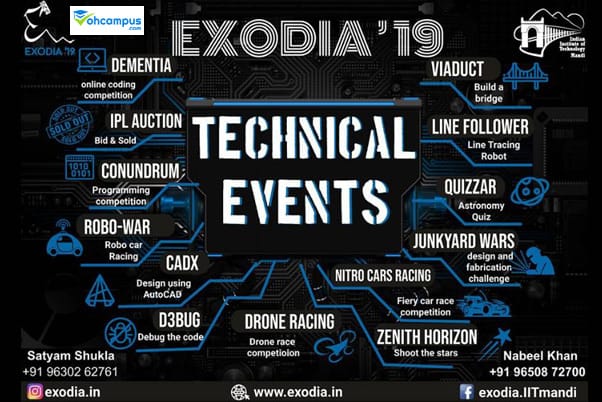 ohcampus
.com
EXODIA '19
EXODIA '19
Indian
Institute of
Technology
Mandi
DEMENTIA
online coding
competition
IPL AUCTION
Bid & Sold
SOLD OUT
CONUNDRUM
Programming
competition
ROBO-WAR
Robo car
Racing
CADX
Design using
AutoCAD
D3BUG
Debug the code
DRONE RACING
Drone race
competioion
TECHNICAL
EVENTS
VIADUCT
Build a
bridge
LINE FOLLOWER
Line Tracing
Robot
QUIZZAR
Astronomy
Quiz
JUNKYARD WARS
design and
fabrication
challenge
NITRO CARS RACING
Fiery car race
competition
ZENITH HORIZON
Shoot the stars
Satyam Shukla
+91 96302 62761
Nabeel Khan
+91 96508 72700
exodia.in
www.exodia.in
exodia.IITmandi